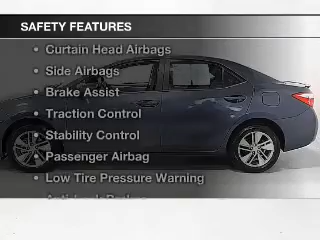 SAFETY FEATURES
• Curtain Head Airbags
• Side Airbags
• Brake Assist
• Traction Control
• Stability Control
• Passenger Airbag
• Low Tire Pressure Warning